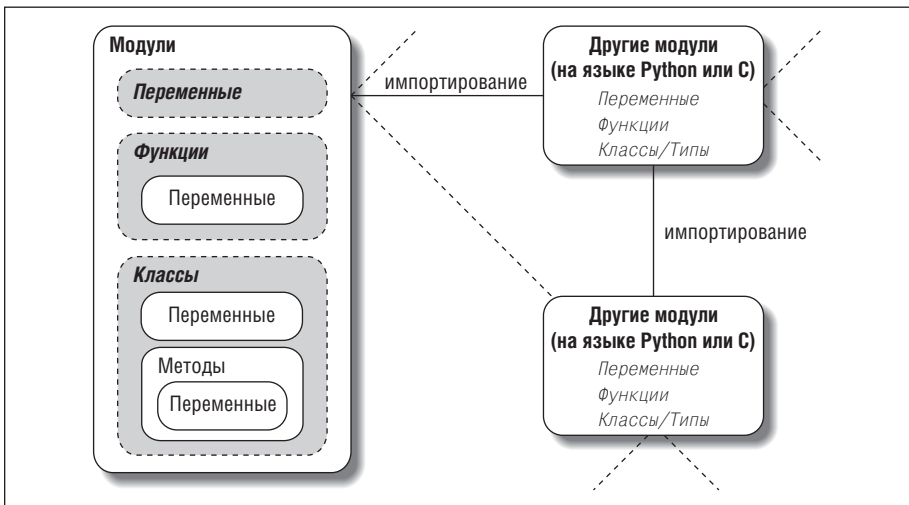 Модули
Переменные
Функции
Переменные
Классы
Переменные
Методы
Переменные
импортирование
Другие модули
(на языке Python или C)
Переменные
Функции
Классы/Типы
импортирование
Другие модули
(на языке Python или C)
Переменные
Функции
Классы/Типы